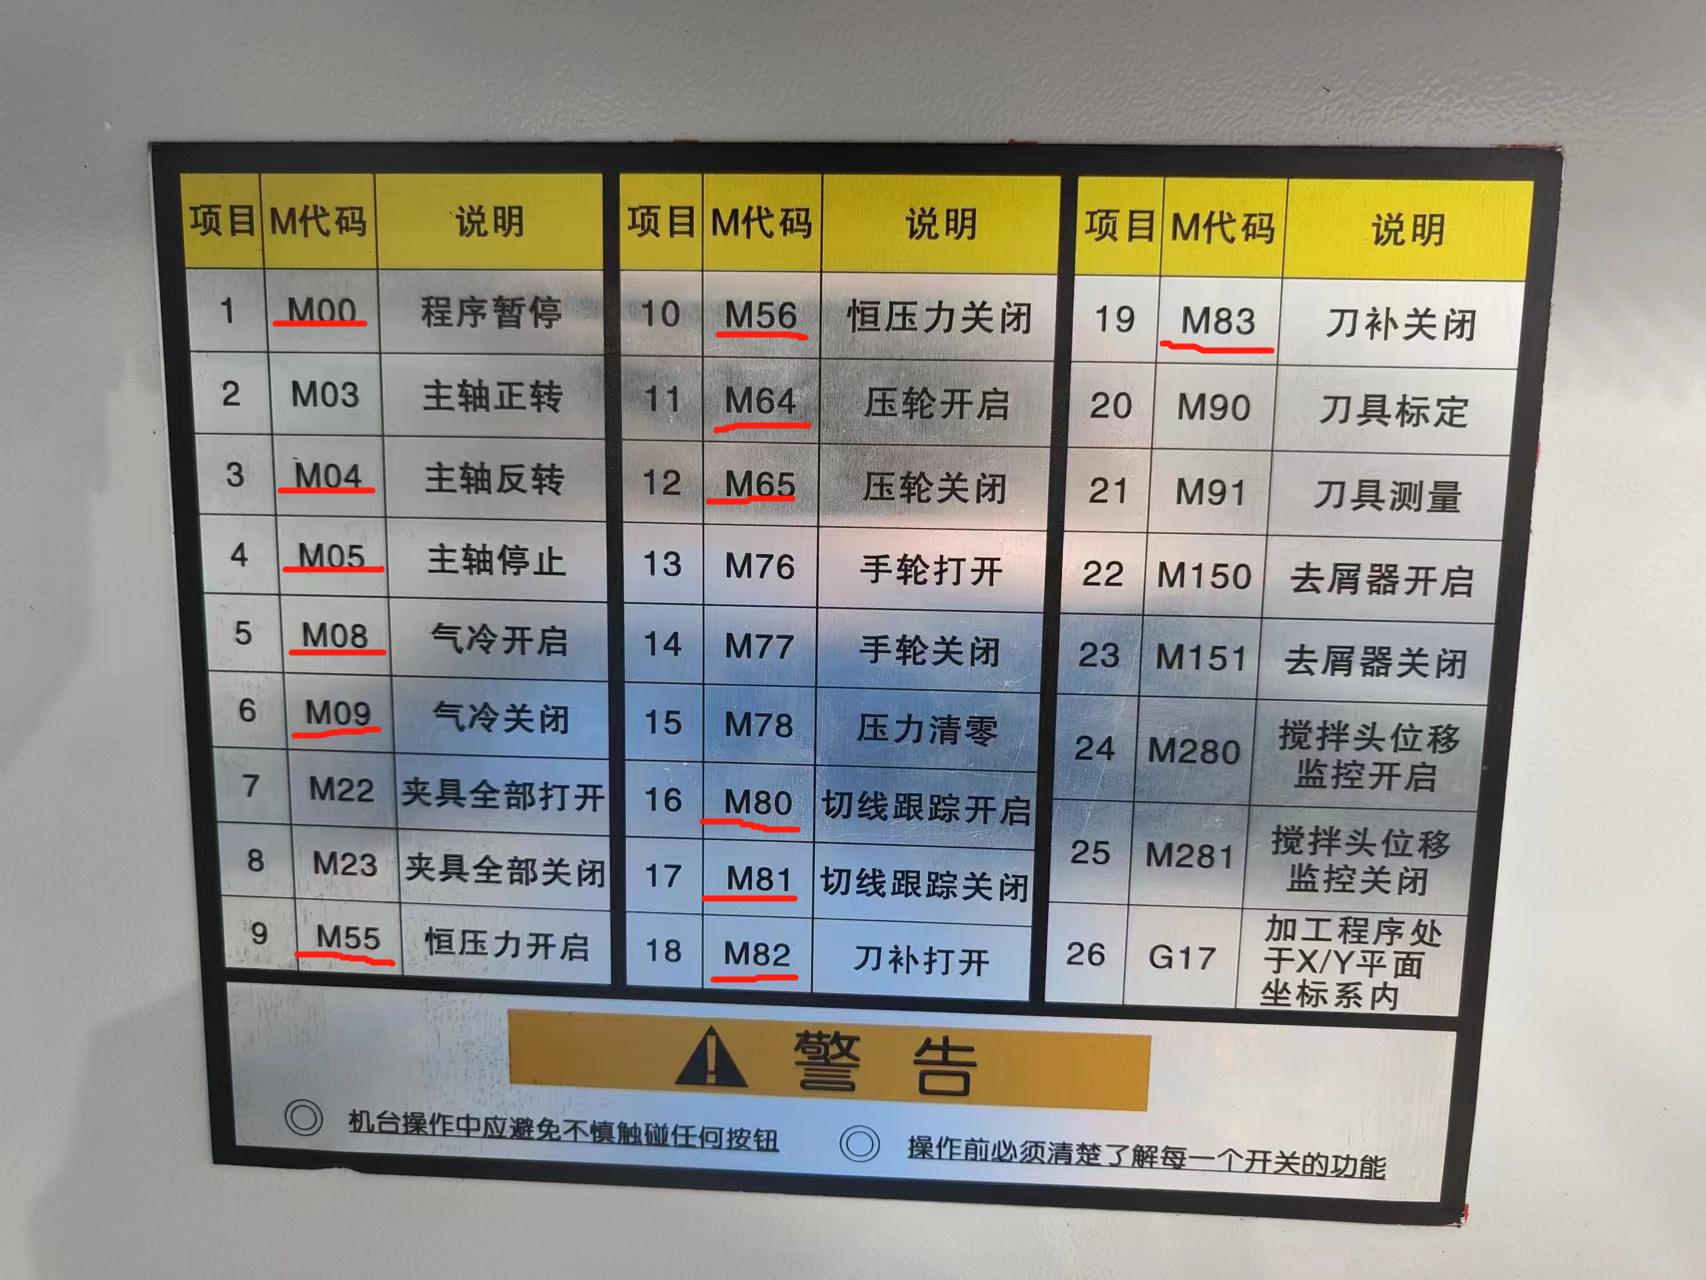 项目 M代码 说明 项目 M代码 说明 项目 M代码 说明
1 M00 程序暂停 10 M56 恒压力关闭 19 M83 刀补关闭
2 M03 主轴正转 11 M64 压轮开启 20 M90 刀具标定
3 M04 主轴反转 12 M65 压轮关闭 21 M91 刀具测量
4 M05 主轴停止 13 M76 手轮打开 22 M150 去屑器开启
5 M08 气冷开启 14 M77 手轮关闭 23 M151 去屑器关闭
6 M09 气冷关闭 15 M78 压力清零 24 M280 搅拌头位移
监控开启
7 M22 夹具全部打开 16 M80 切线跟踪开启 25 M281 搅拌头位移
监控关闭
8 M23 夹具全部关闭 17 M81 切线跟踪关闭 26 G17 加工程序处
于X/Y平面
坐标系内
9 M55 恒压力开启 18 M82 刀补打开
警告
◎ 机台操作中应避免不慎触碰任何按钮 ◎ 操作前必须清楚了解每一个开关的功能